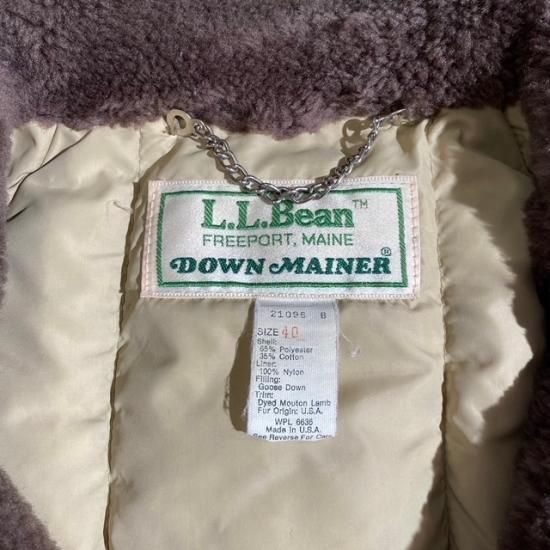 L.L.Bean™
FREEPORT, MAINE
DOWN MAINER®
21096 B
SIZE 40
Shell:
65% Polyester
35% Cotton
Liner:
100% Nylon
Filling:
Goose Down
Trim:
Dyed Mouton Lamb
Fur Origin: U.S.A.
WPL 6636
Made in U.S.A.
See Reverse For Care